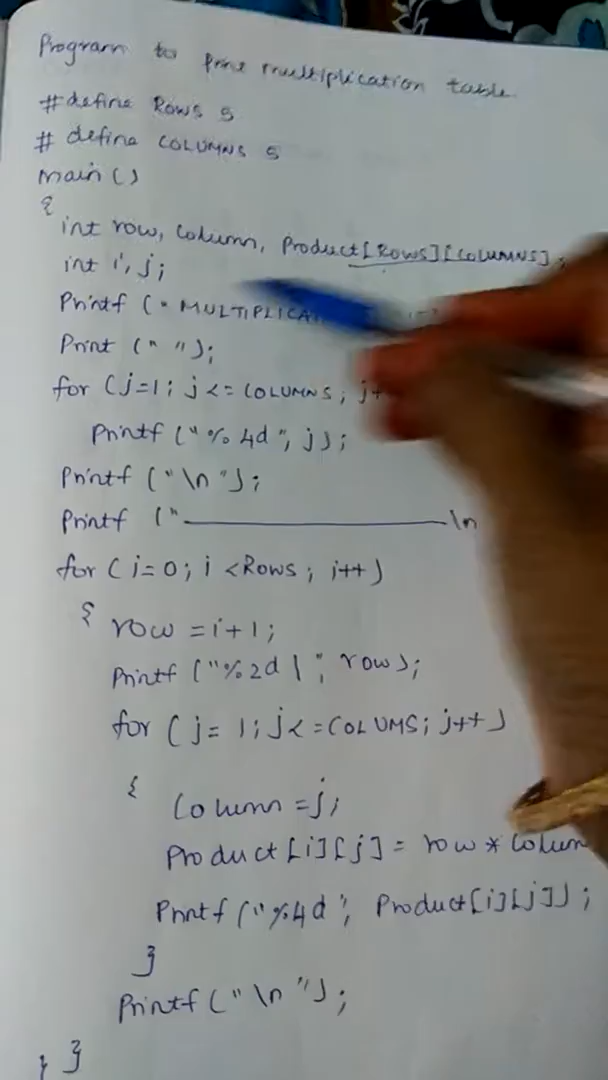 Program to print multiplication table
#define ROWS 5
# define COLUMNS 5
main ()
{
int row, column, Product[ROWS][COLUMNS];
int i, j;
Printf (" MULTIPLICA
Print (" ");
for (j=1; j<= COLUMNS; j+
Printf ("%4d", j);
Printf ("\n");
Printf ("——————————\n
for (i=0; i <ROWS; i++)
{ row = i+1;
Printf ("%2d |", row);
for (j= 1; j<=COLUMS; j++)
{ Column =j;
Product[i][j] = row * Colum
Printf ("%4d", Product[i][j]);
}
Printf (" \n ");
} }